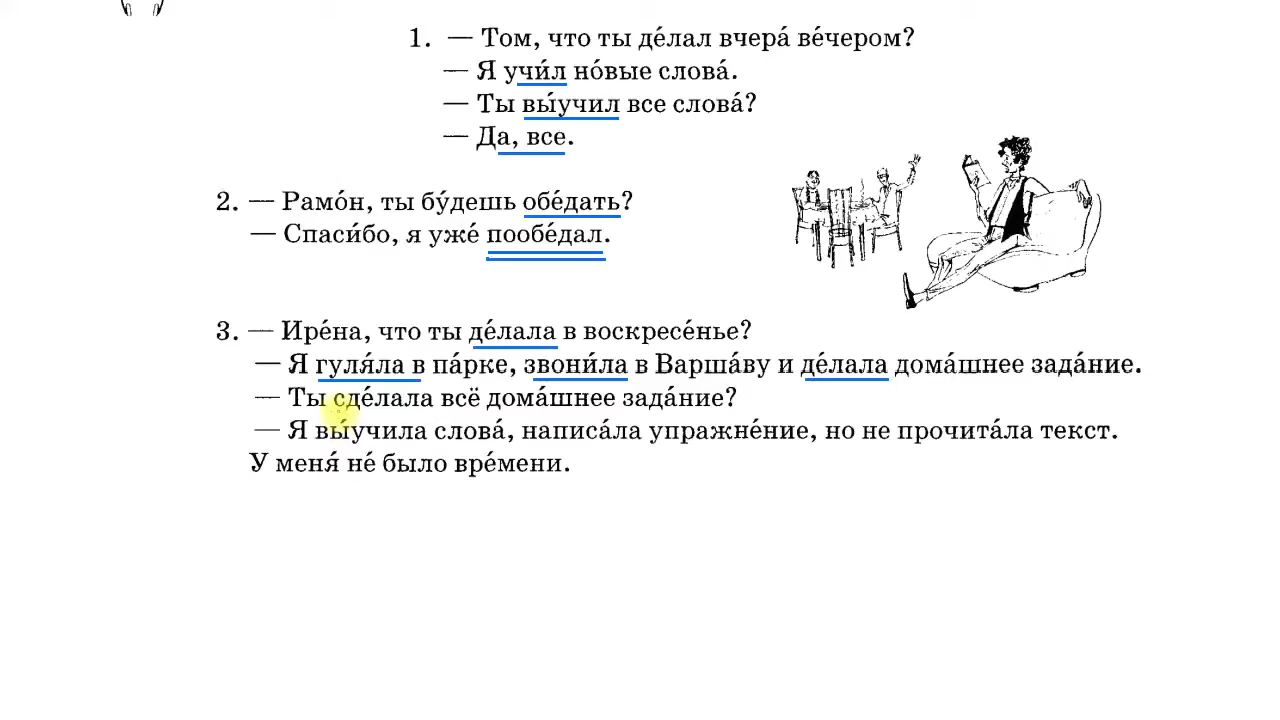 1. — Том, что ты де́лал вчера́ ве́чером?
— Я учи́л но́вые слова́.
— Ты вы́учил все слова́?
— Да, все.
2. — Рамо́н, ты бу́дешь обе́дать?
— Спаси́бо, я уже́ пообе́дал.
3. — Ире́на, что ты де́лала в воскресе́нье?
— Я гуля́ла в па́рке, звони́ла в Варша́ву и де́лала дома́шнее зада́ние.
— Ты сде́лала всё дома́шнее зада́ние?
— Я вы́учила слова́, написа́ла упражне́ние, но не прочита́ла текст.
У меня́ не́ было вре́мени.